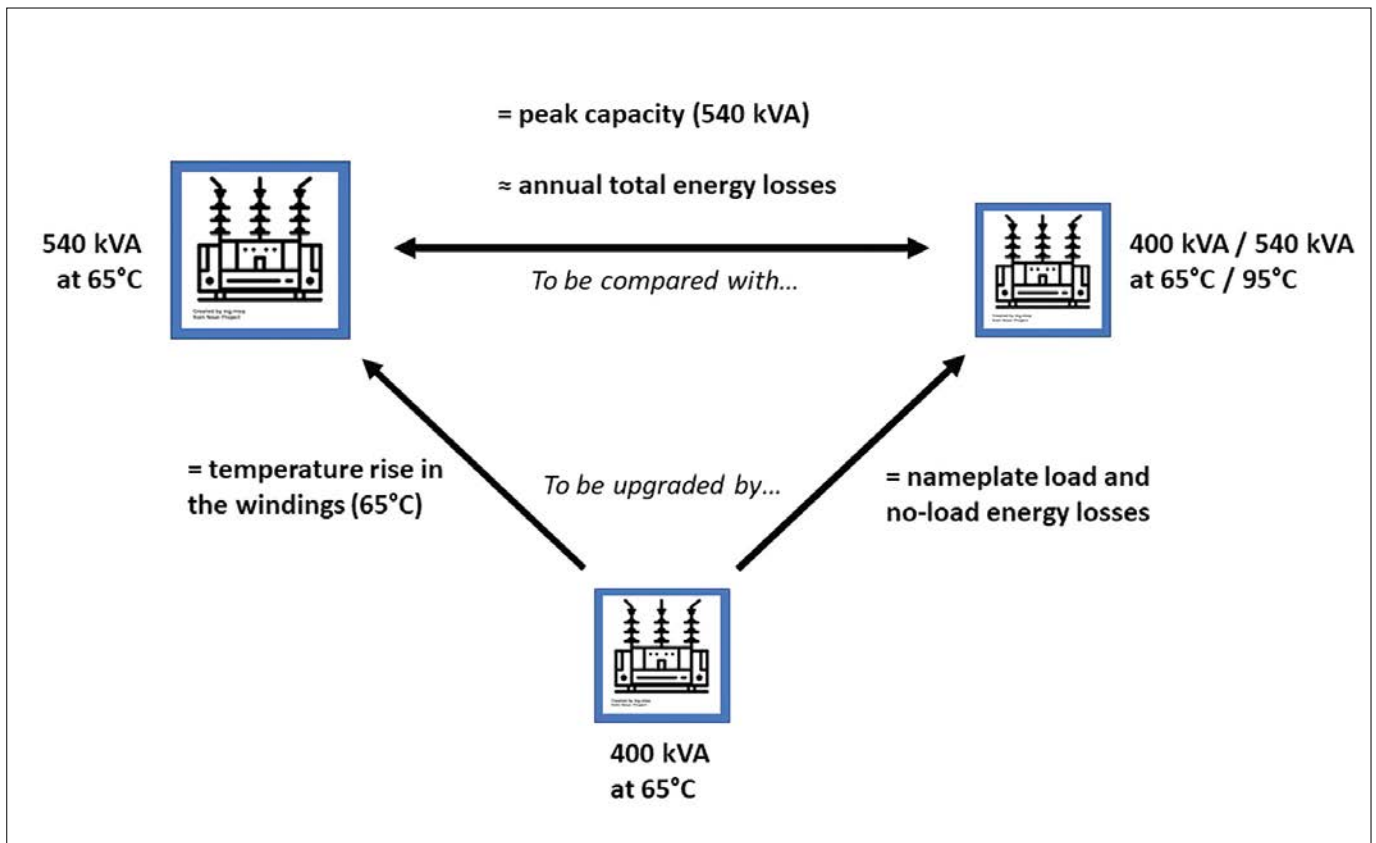 = peak capacity (540 kVA)
≈ annual total energy losses
540 kVA
at 65°C
To be compared with...
400 kVA / 540 kVA
at 65°C / 95°C
= temperature rise in
the windings (65°C)
To be upgraded by...
= nameplate load and
no-load energy losses
400 kVA
at 65°C